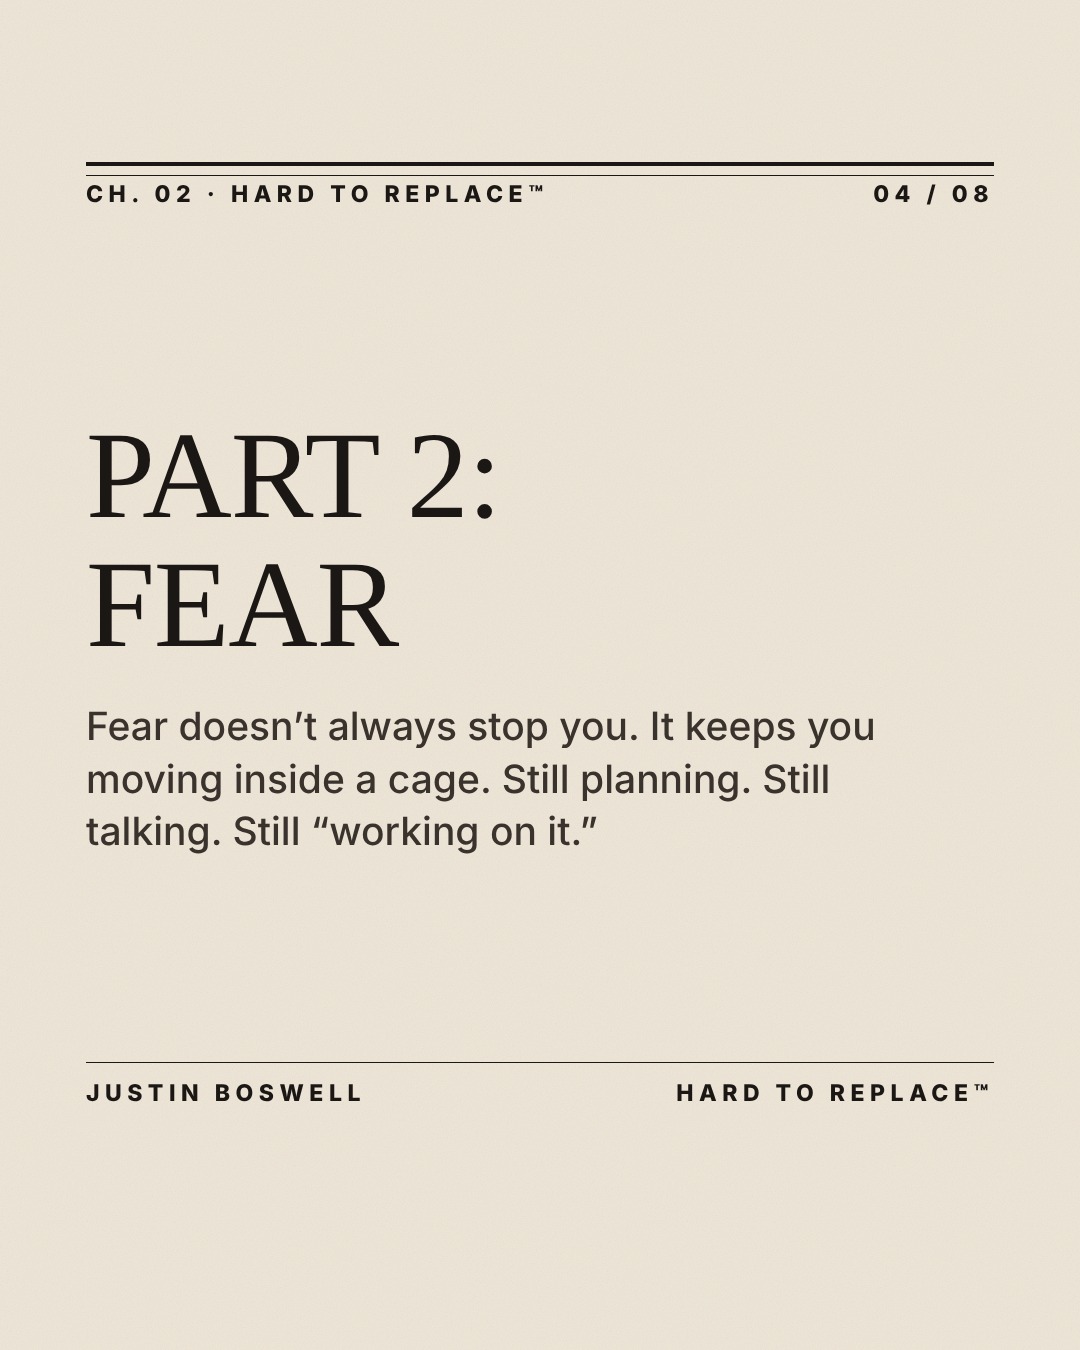 CH. 02 · HARD TO REPLACE™
04 / 08
PART 2:
FEAR
Fear doesn’t always stop you. It keeps you
moving inside a cage. Still planning. Still
talking. Still “working on it.”
JUSTIN BOSWELL
HARD TO REPLACE™